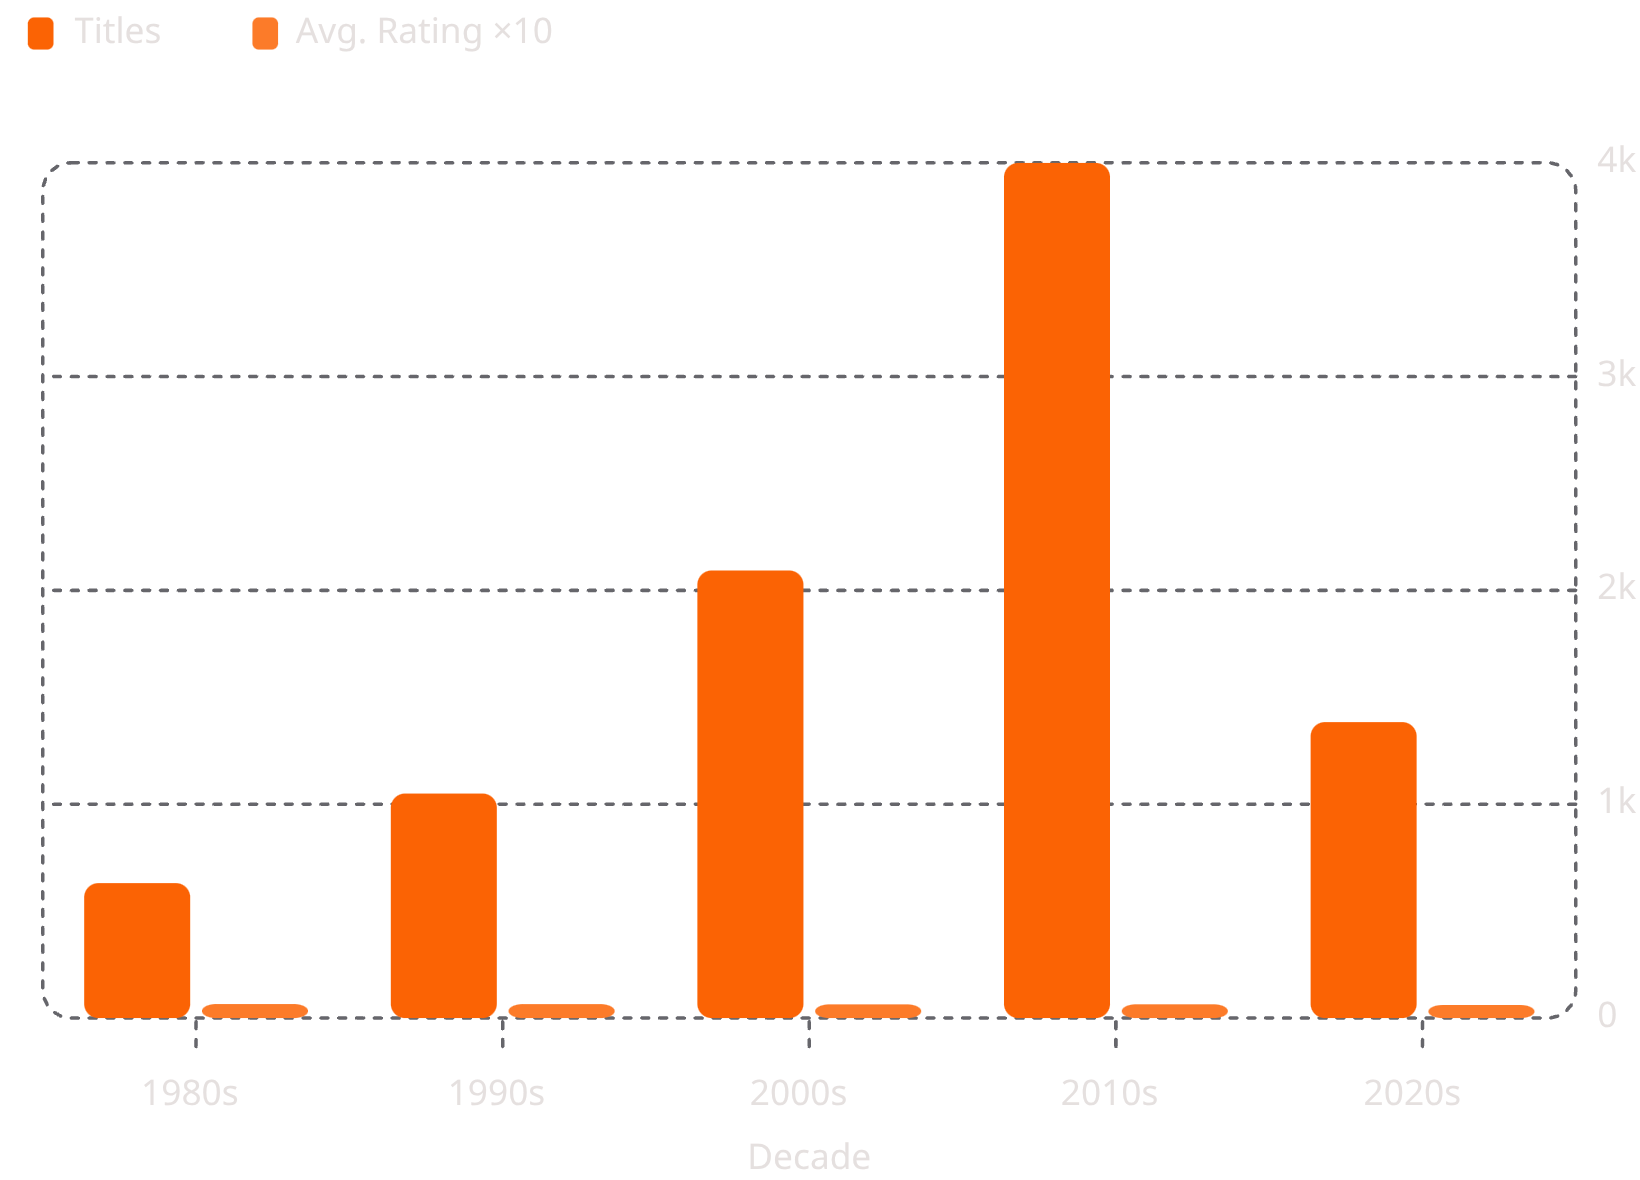 Titles
Avg. Rating ×10
4k
3k
2k
1k
0
1980s
1990s
2000s
2010s
2020s
Decade